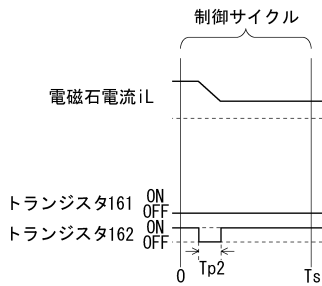 制御サイクル
電磁石電流iL
トランジスタ161 ON
OFF
トランジスタ162 ON
OFF
Tp2
0 Ts